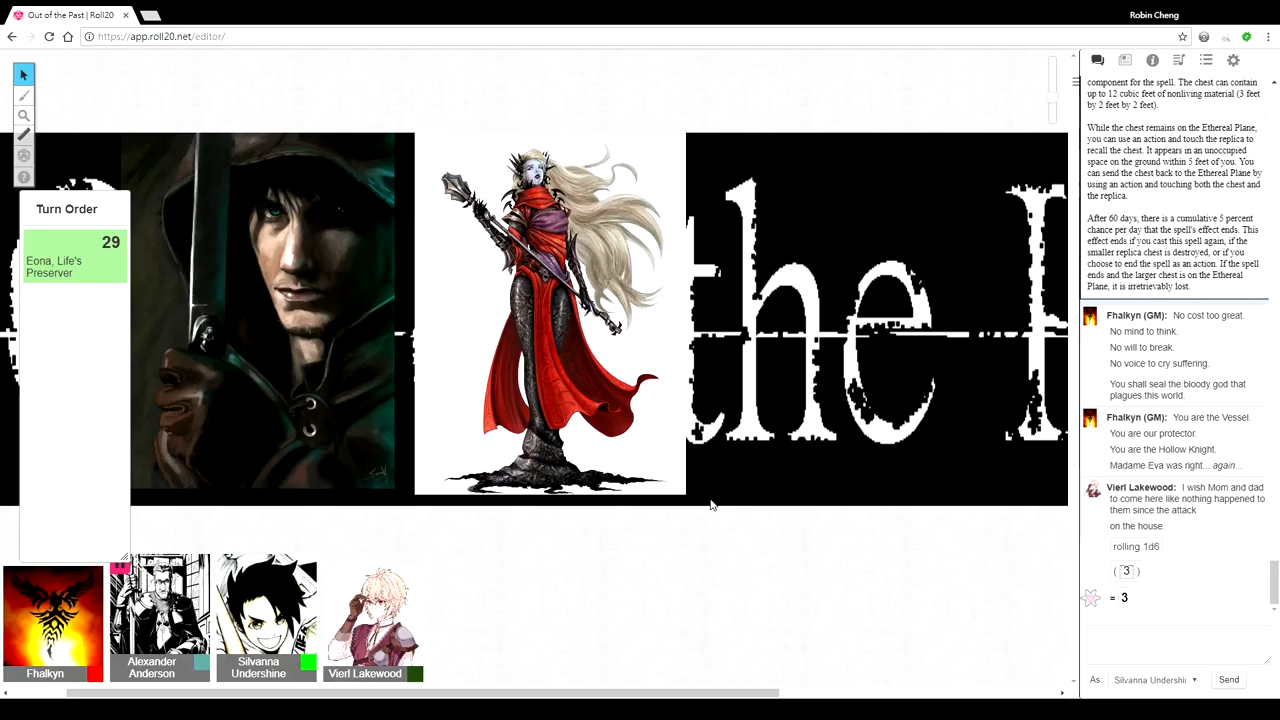 Out of the Past | Roll20
Robin Cheng
https://app.roll20.net/editor/
Turn Order
29
Eona, Life's
Preserver
the
component for the spell. The chest can contain
up to 12 cubic feet of nonliving material (3 feet
by 2 feet by 2 feet).
While the chest remains on the Ethereal Plane,
you can use an action and touch the replica to
recall the chest. It appears in an unoccupied
space on the ground within 5 feet of you. You
can send the chest back to the Ethereal Plane by
using an action and touching both the chest and
the replica.
After 60 days, there is a cumulative 5 percent
chance per day that the spell's effect ends. This
effect ends if you cast this spell again, if the
smaller replica chest is destroyed, or if you
choose to end the spell as an action. If the spell
ends and the larger chest is on the Ethereal
Plane, it is irretrievably lost.
Fhalkyn (GM): No cost too great.
No mind to think.
No will to break.
No voice to cry suffering.
You shall seal the bloody god that
plagues this world.
Fhalkyn (GM): You are the Vessel.
You are our protector.
You are the Hollow Knight.
Madame Eva was right... again...
Vierl Lakewood: I wish Mom and dad
to come here like nothing happened to
them since the attack
on the house.
rolling 1d6
( 3 )
= 3
Fhalkyn
Alexander
Anderson
Silvanna
Undershine
Vierl Lakewood
As: Silvanna Undershi
Send